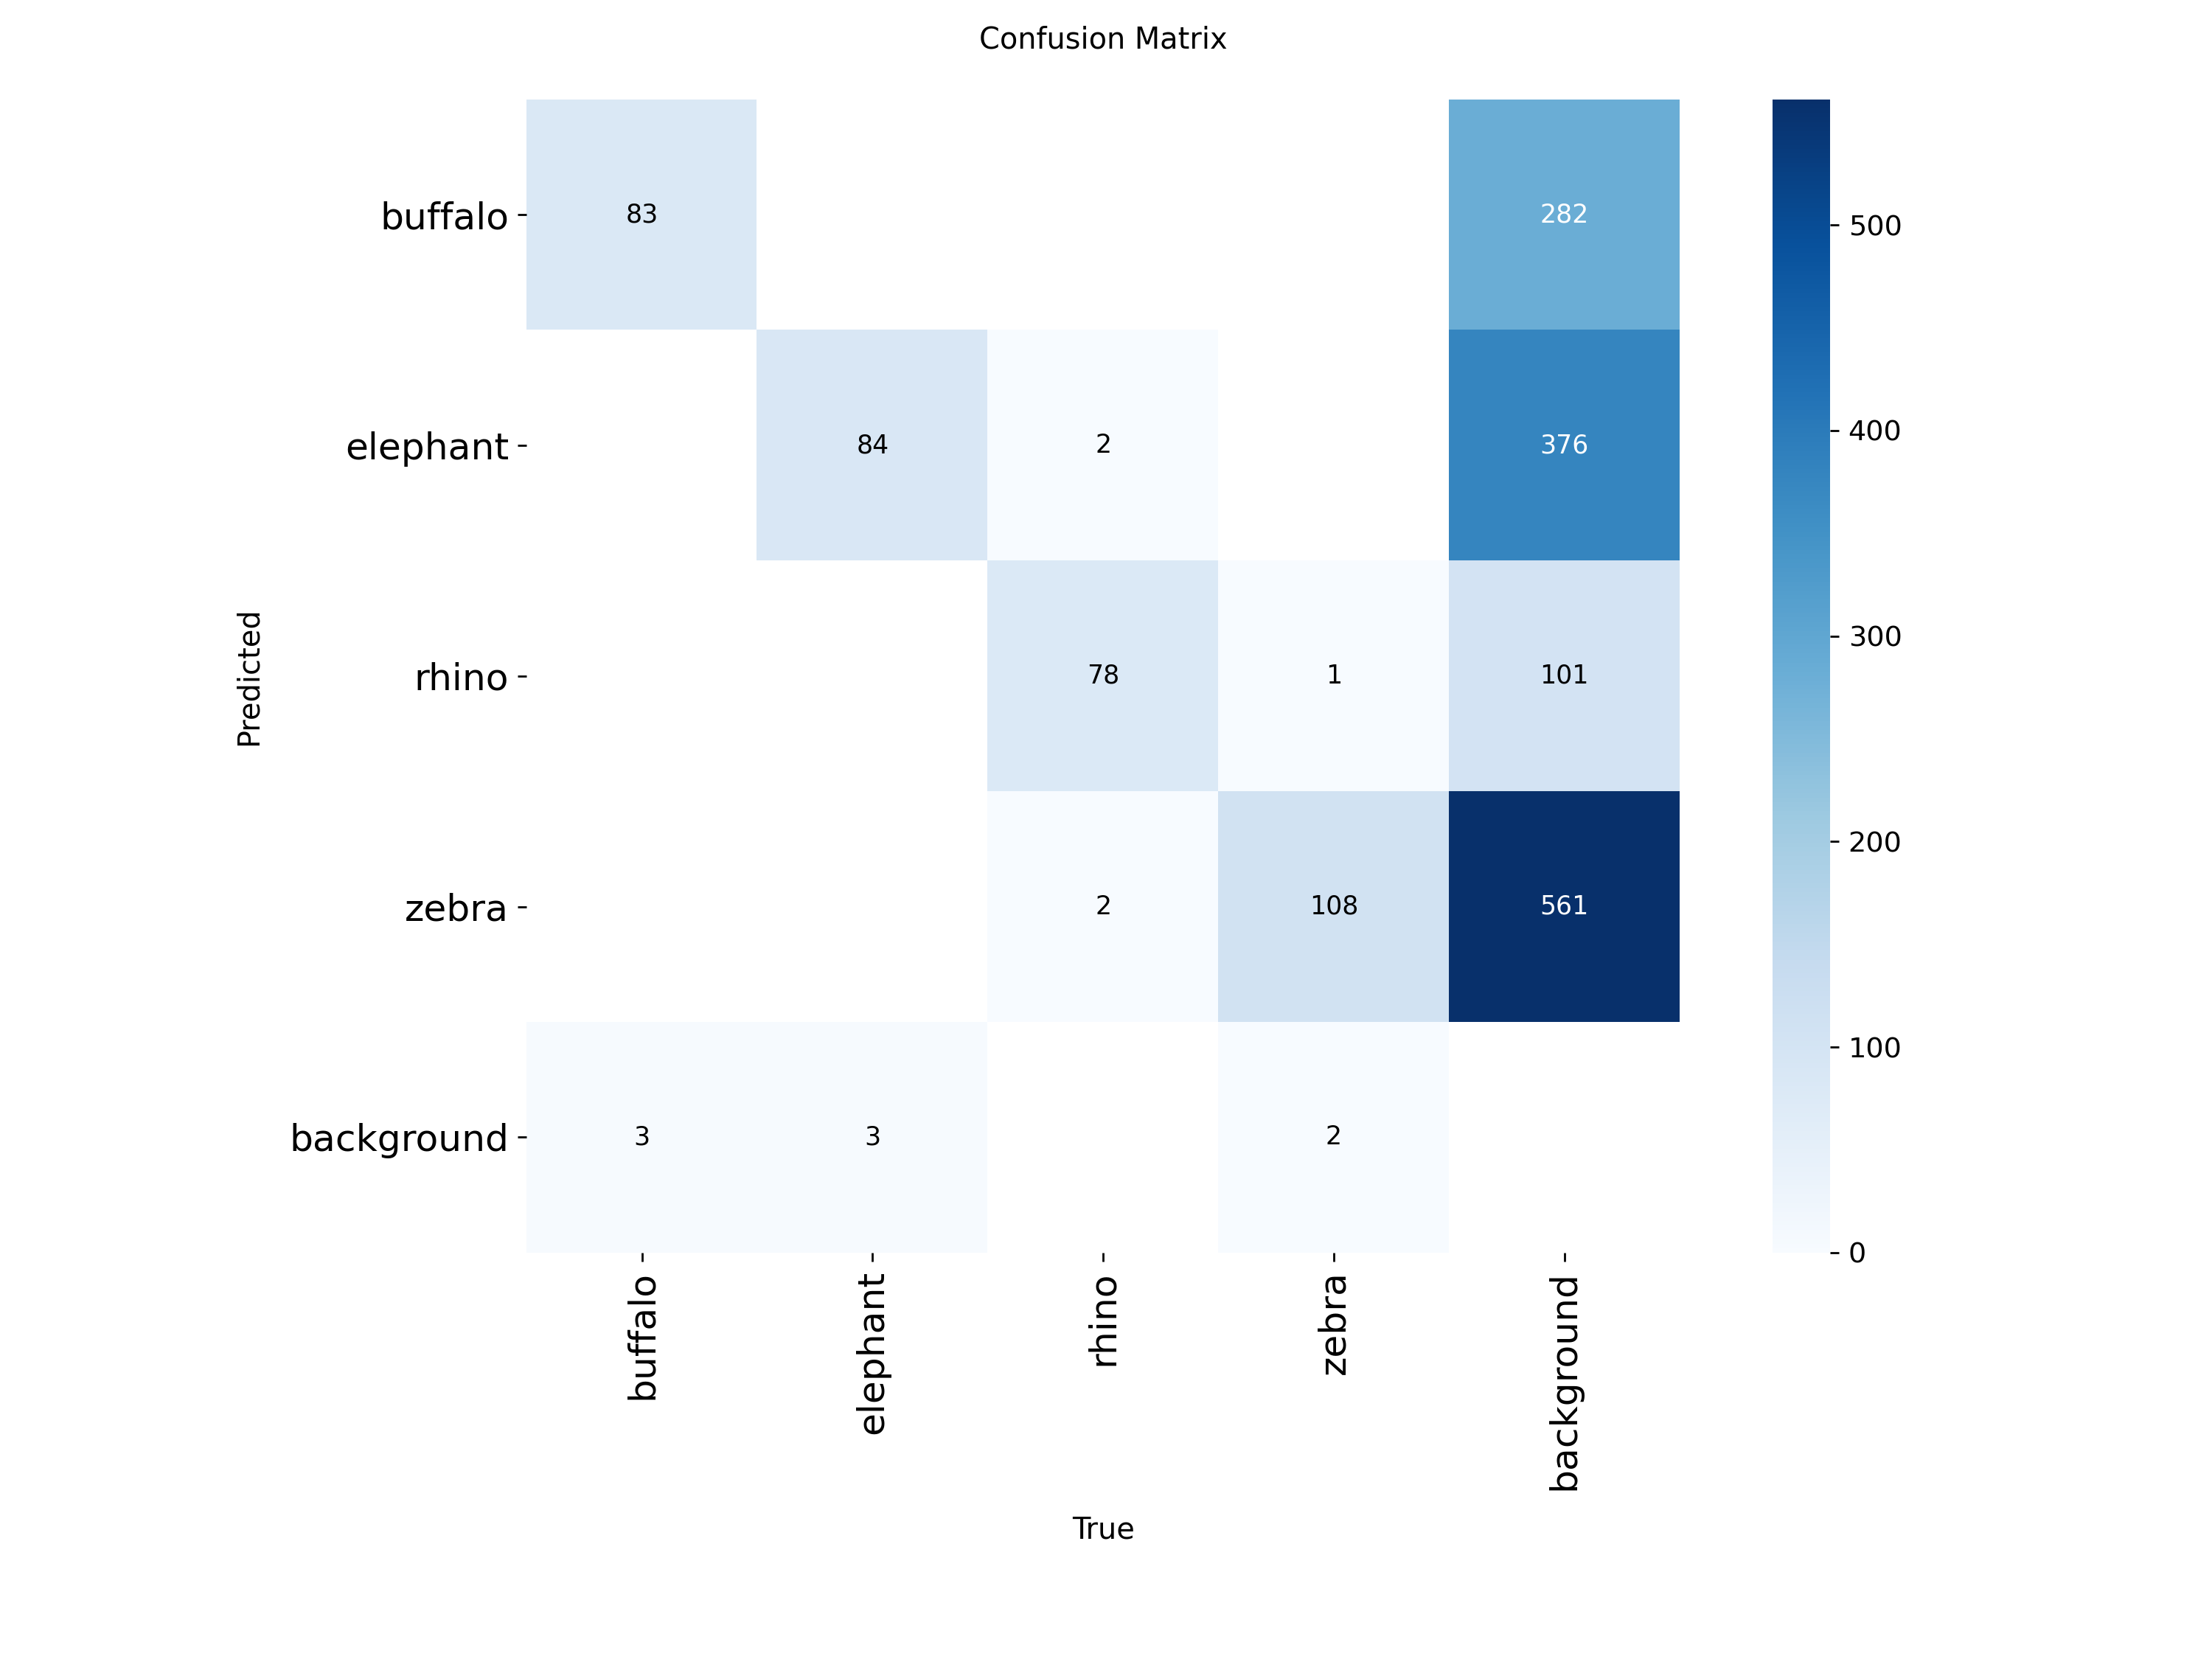 Confusion Matrix
buffalo 83 282
500
elephant 84 2 376
400
300
Predicted
rhino 78 1 101
200
zebra 2 108 561
100
background 3 3 2
0
buffalo
elephant
rhino
zebra
background
True